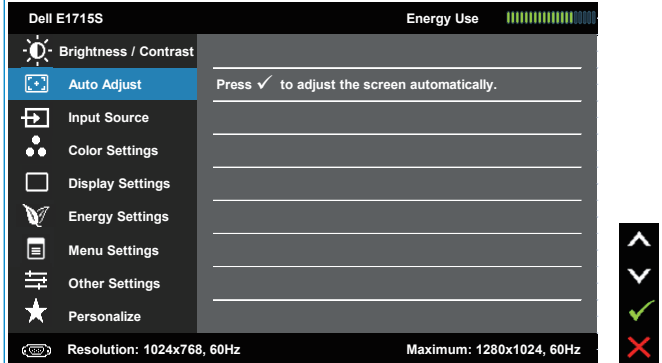 Dell E1715S Energy Use
Brightness / Contrast
Auto Adjust Press ✓ to adjust the screen automatically.
Input Source
Color Settings
Display Settings
Energy Settings
Menu Settings
Other Settings
Personalize
Resolution: 1024x768, 60Hz Maximum: 1280x1024, 60Hz